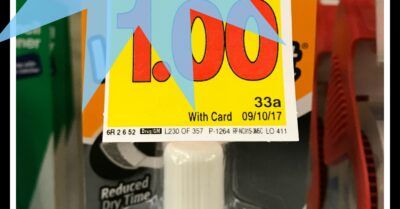 1.00
33a
With Card 09/10/17
6R 2 6 52 L230 OF 357 P-1264 LO 411
Reduced
Dry Time